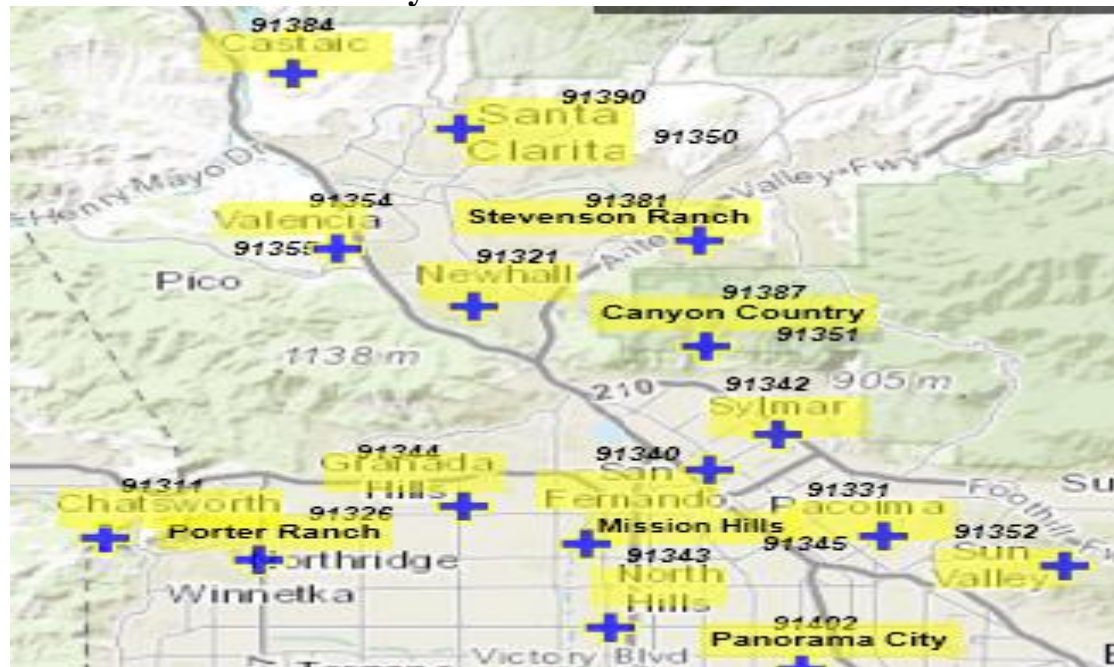 91384
Castaic
91390
Santa
Clarita
91350
Henry Mayo Dr
Valley Fwy
91354
Valencia
91355
91381
Stevenson Ranch
91321
Newhall
Pico
91387
Canyon Country
91351
1138 m
210
91342
905 m
Sylmar
91344
Granada
Hills
91340
San
Fernando
91311
Chatsworth
91326
Porter Ranch
Northridge
Winnetka
Mission Hills
91331
Pacoima
91345
91352
Sun
Valley
Foothill
Su
91343
North
Hills
91402
Panorama City
Victory Blvd